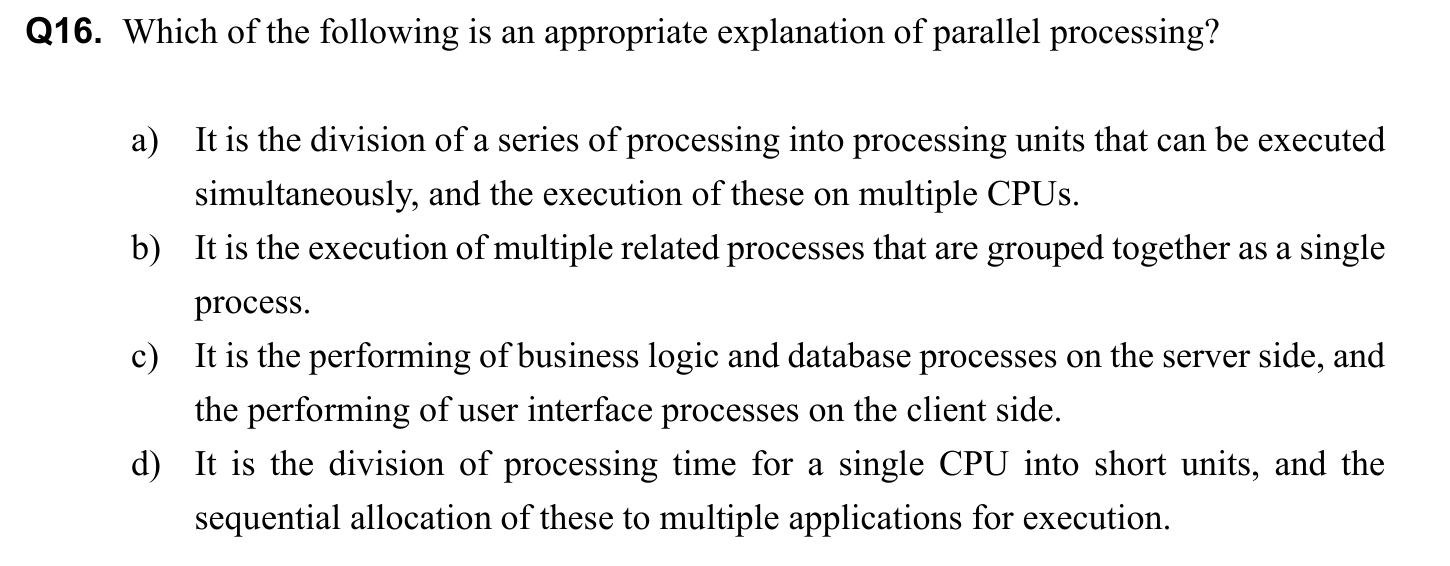 Q16. Which of the following is an appropriate explanation of parallel processing?
a) It is the division of a series of processing into processing units that can be executed
simultaneously, and the execution of these on multiple CPUs.
b) It is the execution of multiple related processes that are grouped together as a single
process.
c) It is the performing of business logic and database processes on the server side, and
the performing of user interface processes on the client side.
d) It is the division of processing time for a single CPU into short units, and the
sequential allocation of these to multiple applications for execution.